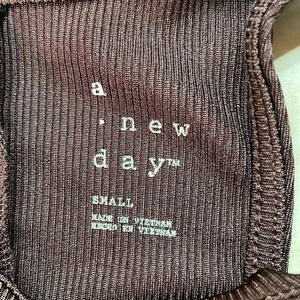 a
· new
day™
SMALL
MADE IN VIETNAM
HECHO EN VIETNAM